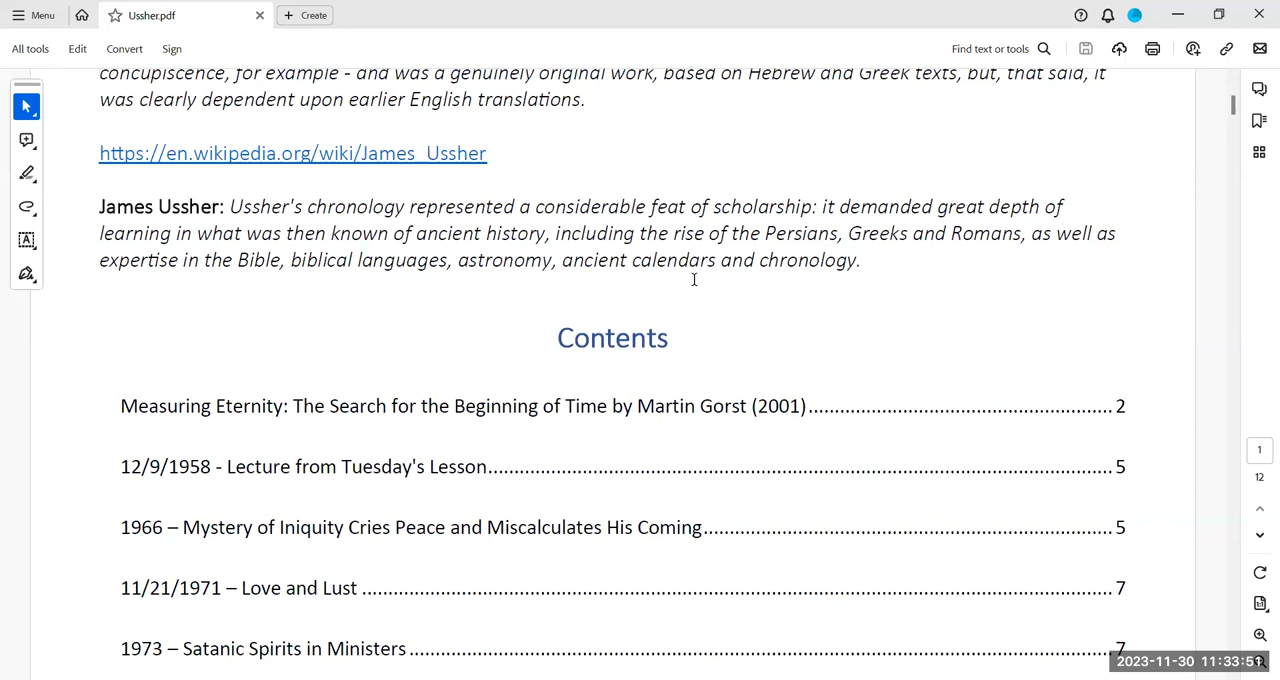 Menu
Ussher.pdf
Create
All tools
Edit
Convert
Sign
Find text or tools
concupiscence, for example - and was a genuinely original work, based on Hebrew and Greek texts, but, that said, it
was clearly dependent upon earlier English translations.
https://en.wikipedia.org/wiki/James_Ussher
James Ussher: Ussher's chronology represented a considerable feat of scholarship: it demanded great depth of
learning in what was then known of ancient history, including the rise of the Persians, Greeks and Romans, as well as
expertise in the Bible, biblical languages, astronomy, ancient calendars and chronology.
Contents
Measuring Eternity: The Search for the Beginning of Time by Martin Gorst (2001) 2
12/9/1958 - Lecture from Tuesday's Lesson 5
1966 – Mystery of Iniquity Cries Peace and Miscalculates His Coming 5
11/21/1971 – Love and Lust 7
1973 – Satanic Spirits in Ministers 7
1
12
2023-11-30 11:33:51